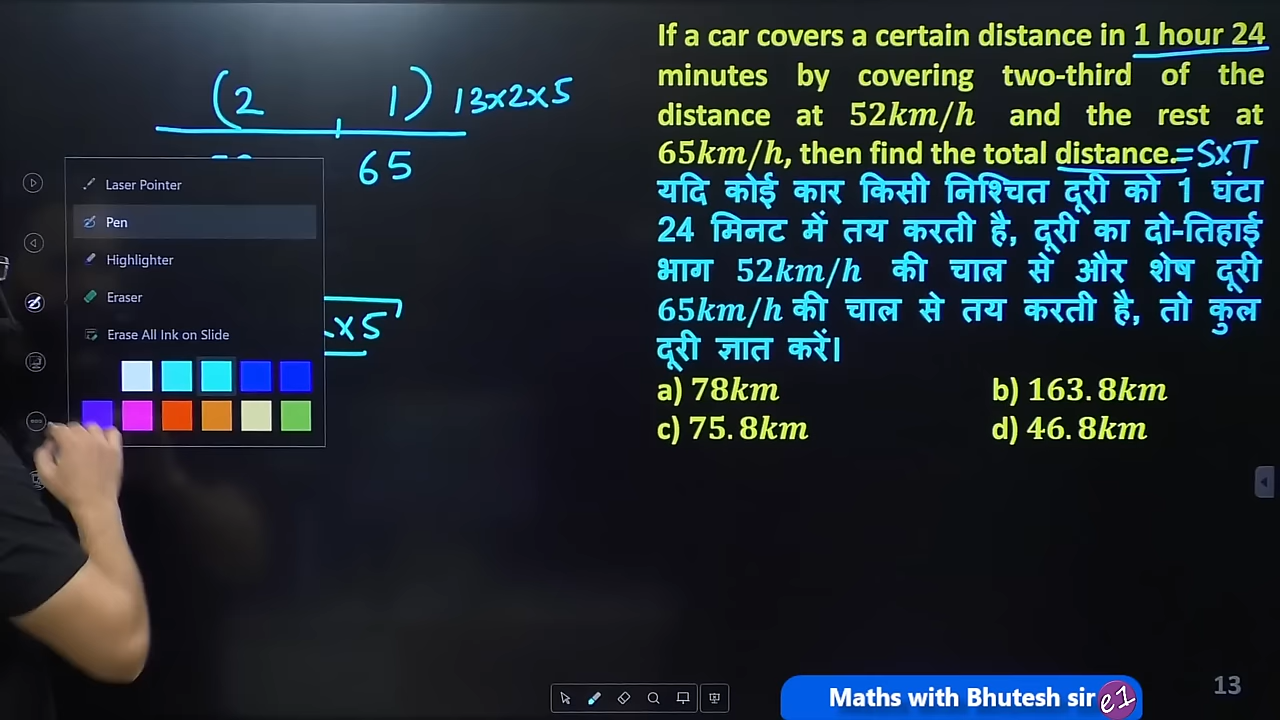 (2 1) 13x2x5
65
x5
Laser Pointer
Pen
Highlighter
Eraser
Erase All Ink on Slide
If a car covers a certain distance in 1 hour 24
minutes by covering two-third of the
distance at 52km/h and the rest at
65km/h, then find the total distance.=SxT
यदि कोई कार किसी निश्चित दूरी को 1 घंटा
24 मिनट में तय करती है, दूरी का दो-तिहाई
भाग 52km/h की चाल से और शेष दूरी
65km/h की चाल से तय करती है, तो कुल
दूरी ज्ञात करें।
a) 78km b) 163.8km
c) 75.8km d) 46.8km
Maths with Bhutesh sir e1
13